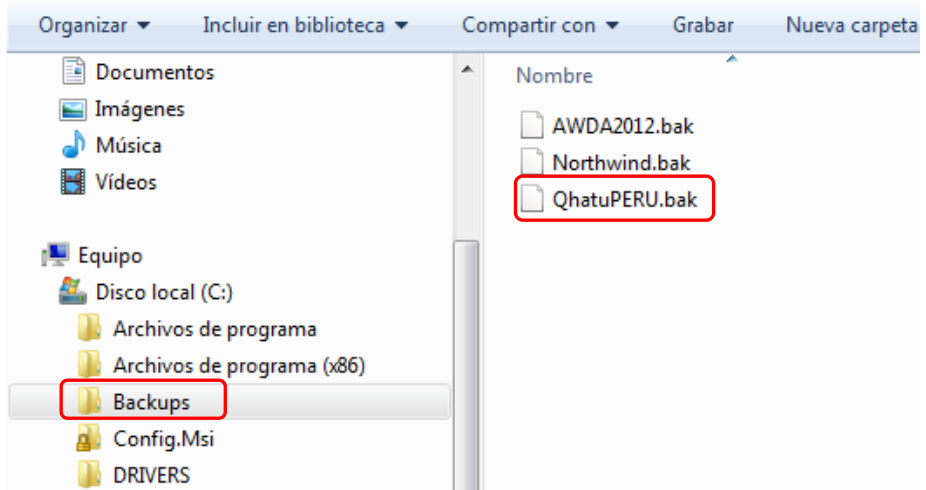 Organizar Incluir en biblioteca Compartir con Grabar Nueva carpeta
Documentos
Imágenes
Música
Vídeos
Equipo
Disco local (C:)
Archivos de programa
Archivos de programa (x86)
Backups
Config.Msi
DRIVERS
Nombre
AWDA2012.bak
Northwind.bak
QhatuPERU.bak